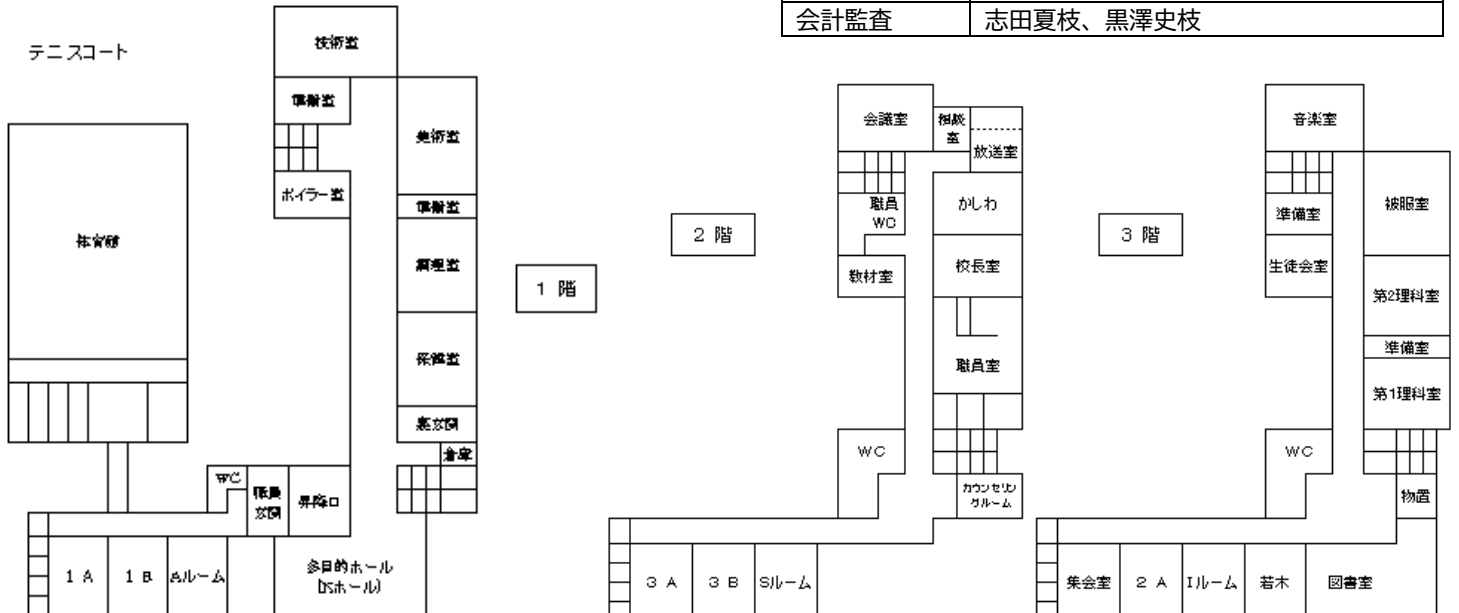 会計監査 志田夏枝、黒澤史枝
テニスコート
技術室
準備室
美術室
ボイラー室
準備室
体育館
調理室
1 階
保健室
裏玄関
倉庫
WC
職員
玄関
昇降口
1 A
1 B
Aルーム
多目的ホール
会議室
相談
室
放送室
職員
WC
かしわ
2 階
教材室
校長室
職員室
WC
カウンセリン
グルーム
3 A
3 B
Sルーム
音楽室
被服室
準備室
3 階
生徒会室
第2理科室
準備室
第1理科室
WC
物置
集会室
2 A
Iルーム
若木
図書室